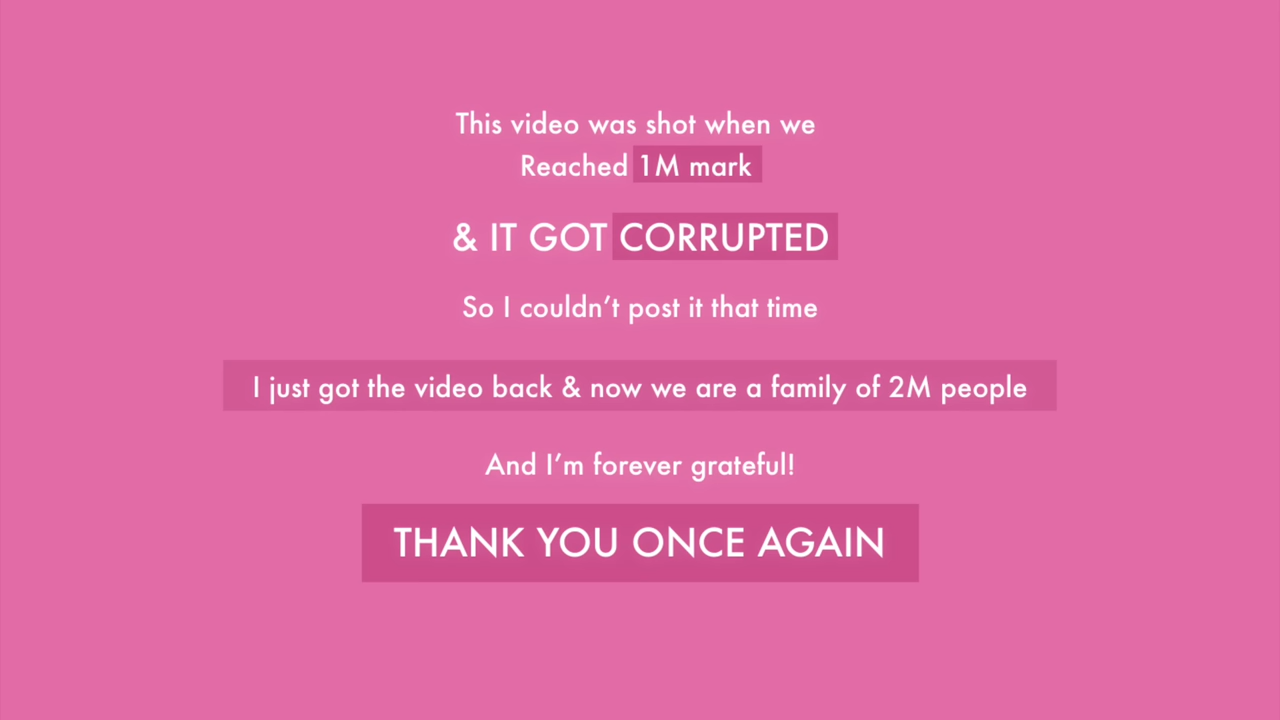 This video was shot when we
Reached 1M mark
& IT GOT CORRUPTED
So I couldn’t post it that time
I just got the video back & now we are a family of 2M people
And I’m forever grateful!
THANK YOU ONCE AGAIN